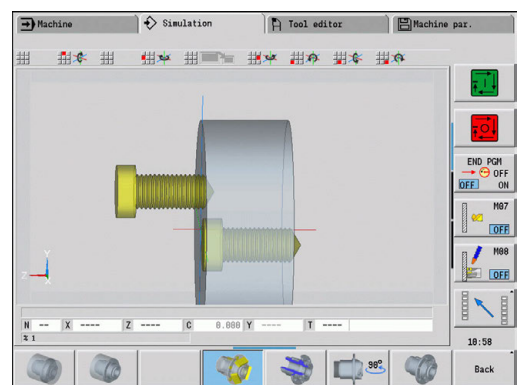 Machine
Simulation
Tool editor
Machine par.
END PGM
OFF
OFF ON
M07
OFF
M08
OFF
Y
Z X
N -- X ---- Z ---- C 0.000 Y ---- T ----
% 1
10:58
90°
Back